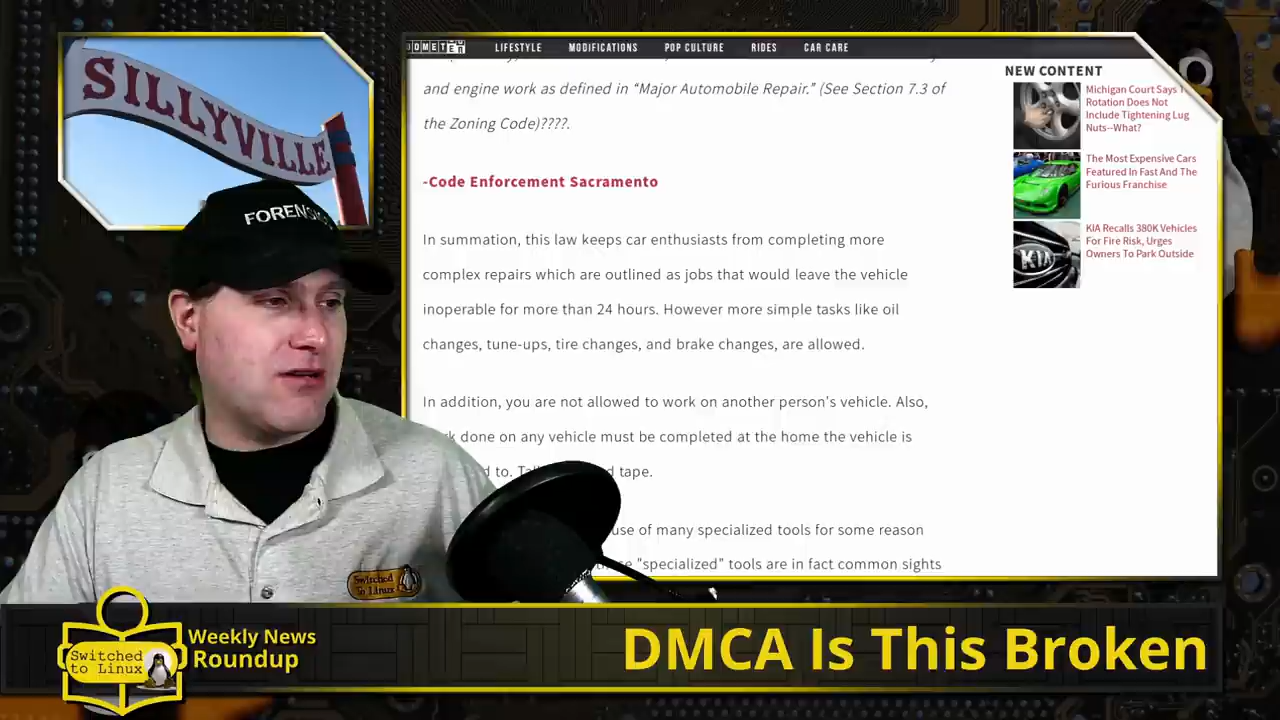 SILLYVILLE
FORENSIC
LIFESTYLE MODIFICATIONS POP CULTURE RIDES CAR CARE
and engine work as defined in “Major Automobile Repair.” (See Section 7.3 of
the Zoning Code)????.
-Code Enforcement Sacramento
In summation, this law keeps car enthusiasts from completing more
complex repairs which are outlined as jobs that would leave the vehicle
inoperable for more than 24 hours. However more simple tasks like oil
changes, tune-ups, tire changes, and brake changes, are allowed.
In addition, you are not allowed to work on another person's vehicle. Also,
done on any vehicle must be completed at the home the vehicle is
to. tape.
use of many specialized tools for some reason
"specialized" tools are in fact common sights
NEW CONTENT
Michigan Court Says
Rotation Does Not
Include Tightening Lug
Nuts--What?
The Most Expensive Cars
Featured In Fast And The
Furious Franchise
KIA
KIA Recalls 380K Vehicles
For Fire Risk, Urges
Owners To Park Outside
Switched
To Linux
Switched
to Linux
Weekly News
Roundup
DMCA Is This Broken